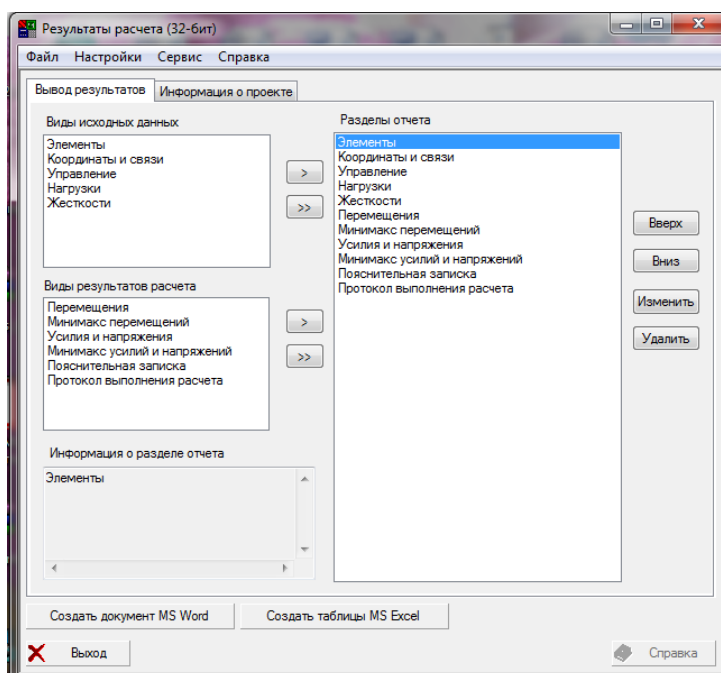 Результаты расчета (32-бит)
Файл Настройки Сервис Справка
Вывод результатов Информация о проекте
Виды исходных данных
Элементы
Координаты и связи
Управление
Нагрузки
Жесткости
>
>>
Виды результатов расчета
Перемещения
Минимакс перемещений
Усилия и напряжения
Минимакс усилий и напряжений
Пояснительная записка
Протокол выполнения расчета
>
>>
Информация о разделе отчета
Элементы
Разделы отчета
Элементы
Координаты и связи
Управление
Нагрузки
Жесткости
Перемещения
Минимакс перемещений
Усилия и напряжения
Минимакс усилий и напряжений
Пояснительная записка
Протокол выполнения расчета
Вверх
Вниз
Изменить
Удалить
Создать документ MS Word Создать таблицы MS Excel
Выход Справка